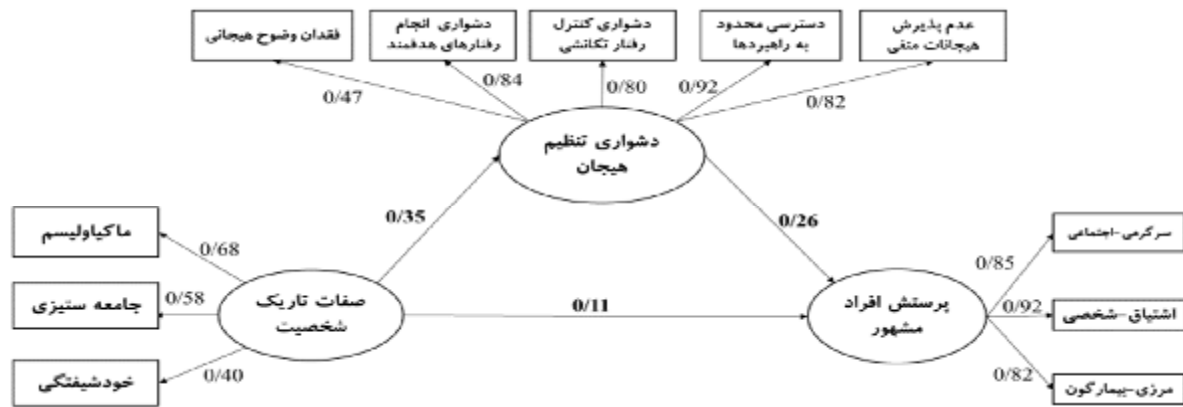 عدم پذیرش
هیجانات منفی
دسترسی محدود
به راهبردها
دشواری کنترل
رفتار تکانشی
دشواری انجام
رفتارهای هدفمند
فقدان وضوح هیجانی
0/82
0/92
0/80
0/84
0/47
دشواری تنظیم
هیجان
0/35
0/26
ماکیاولیسم
0/68
جامعه ستیزی
0/58
خودشیفتگی
0/40
صفات تاریک
شخصیت
0/11
پرستش افراد
مشهور
سرگرمی-اجتماعی
0/85
اشتیاق-شخصی
0/92
مرزی-بیمارگون
0/82